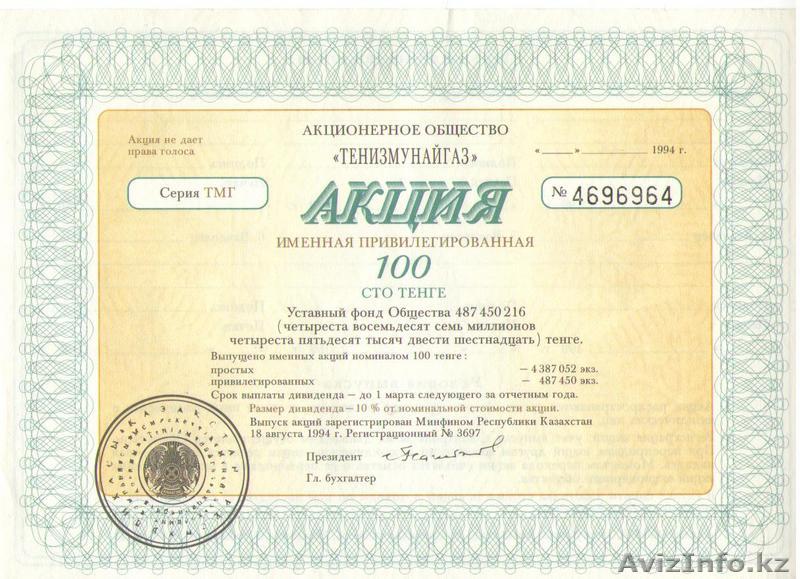 АКЦИОНЕРНОЕ ОБЩЕСТВО
Акция не дает
права голоса
«ТЕНИЗМУНАЙГАЗ»
«____» ________ 1994 г.
Серия ТМГ
АКЦИЯ
№ 4696964
ИМЕННАЯ ПРИВИЛЕГИРОВАННАЯ
100
СТО ТЕНГЕ
Уставный фонд Общества 487 450 216
(четыреста восемьдесят семь миллионов
четыреста пятьдесят тысяч двести шестнадцать) тенге.
Выпущено именных акций номиналом 100 тенге:
простых – 4 387 052 экз.
привилегированных – 487 450 экз.
Срок выплаты дивиденда – до 1 марта следующего за отчетным года.
Размер дивиденда – 10 % от номинальной стоимости акции.
Выпуск акций зарегистрирован Минфином Республики Казахстан
18 августа 1994 г. Регистрационный № 3697
Президент
Гл. бухгалтер
AvizInfo.kz